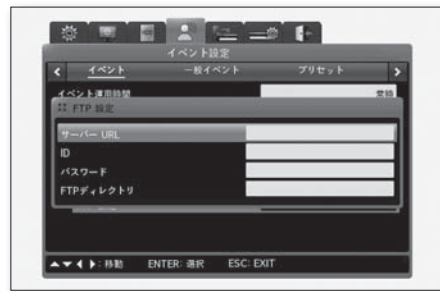 イベント設定
イベント 一般イベント プリセット
イベント運用時間 常時
FTP 設定
サーバー URL
ID
パスワード
FTPディレクトリ
▲▼◀▶: 移動 ENTER: 選択 ESC: EXIT